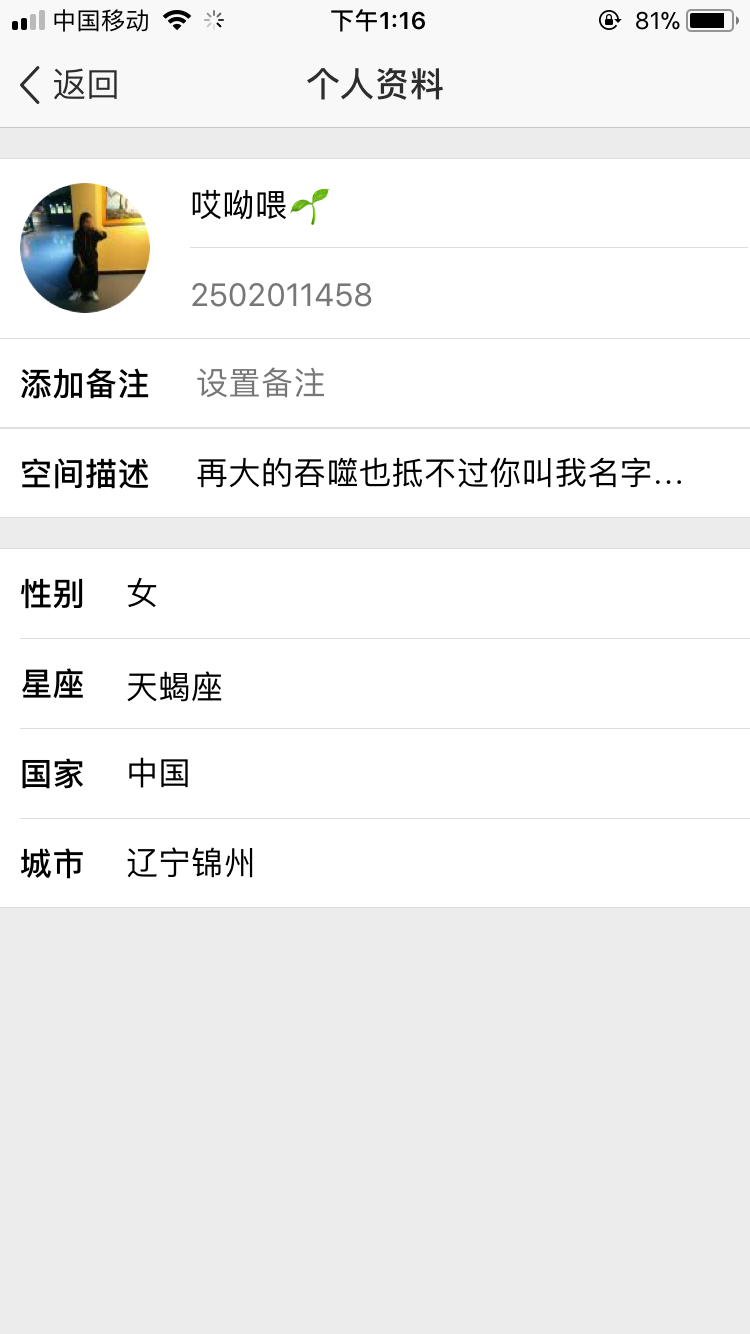 中国移动 下午1:16 81%
返回 个人资料
哎呦喂🌱
2502011458
添加备注 设置备注
空间描述 再大的吞噬也抵不过你叫我名字...
性别 女
星座 天蝎座
国家 中国
城市 辽宁锦州